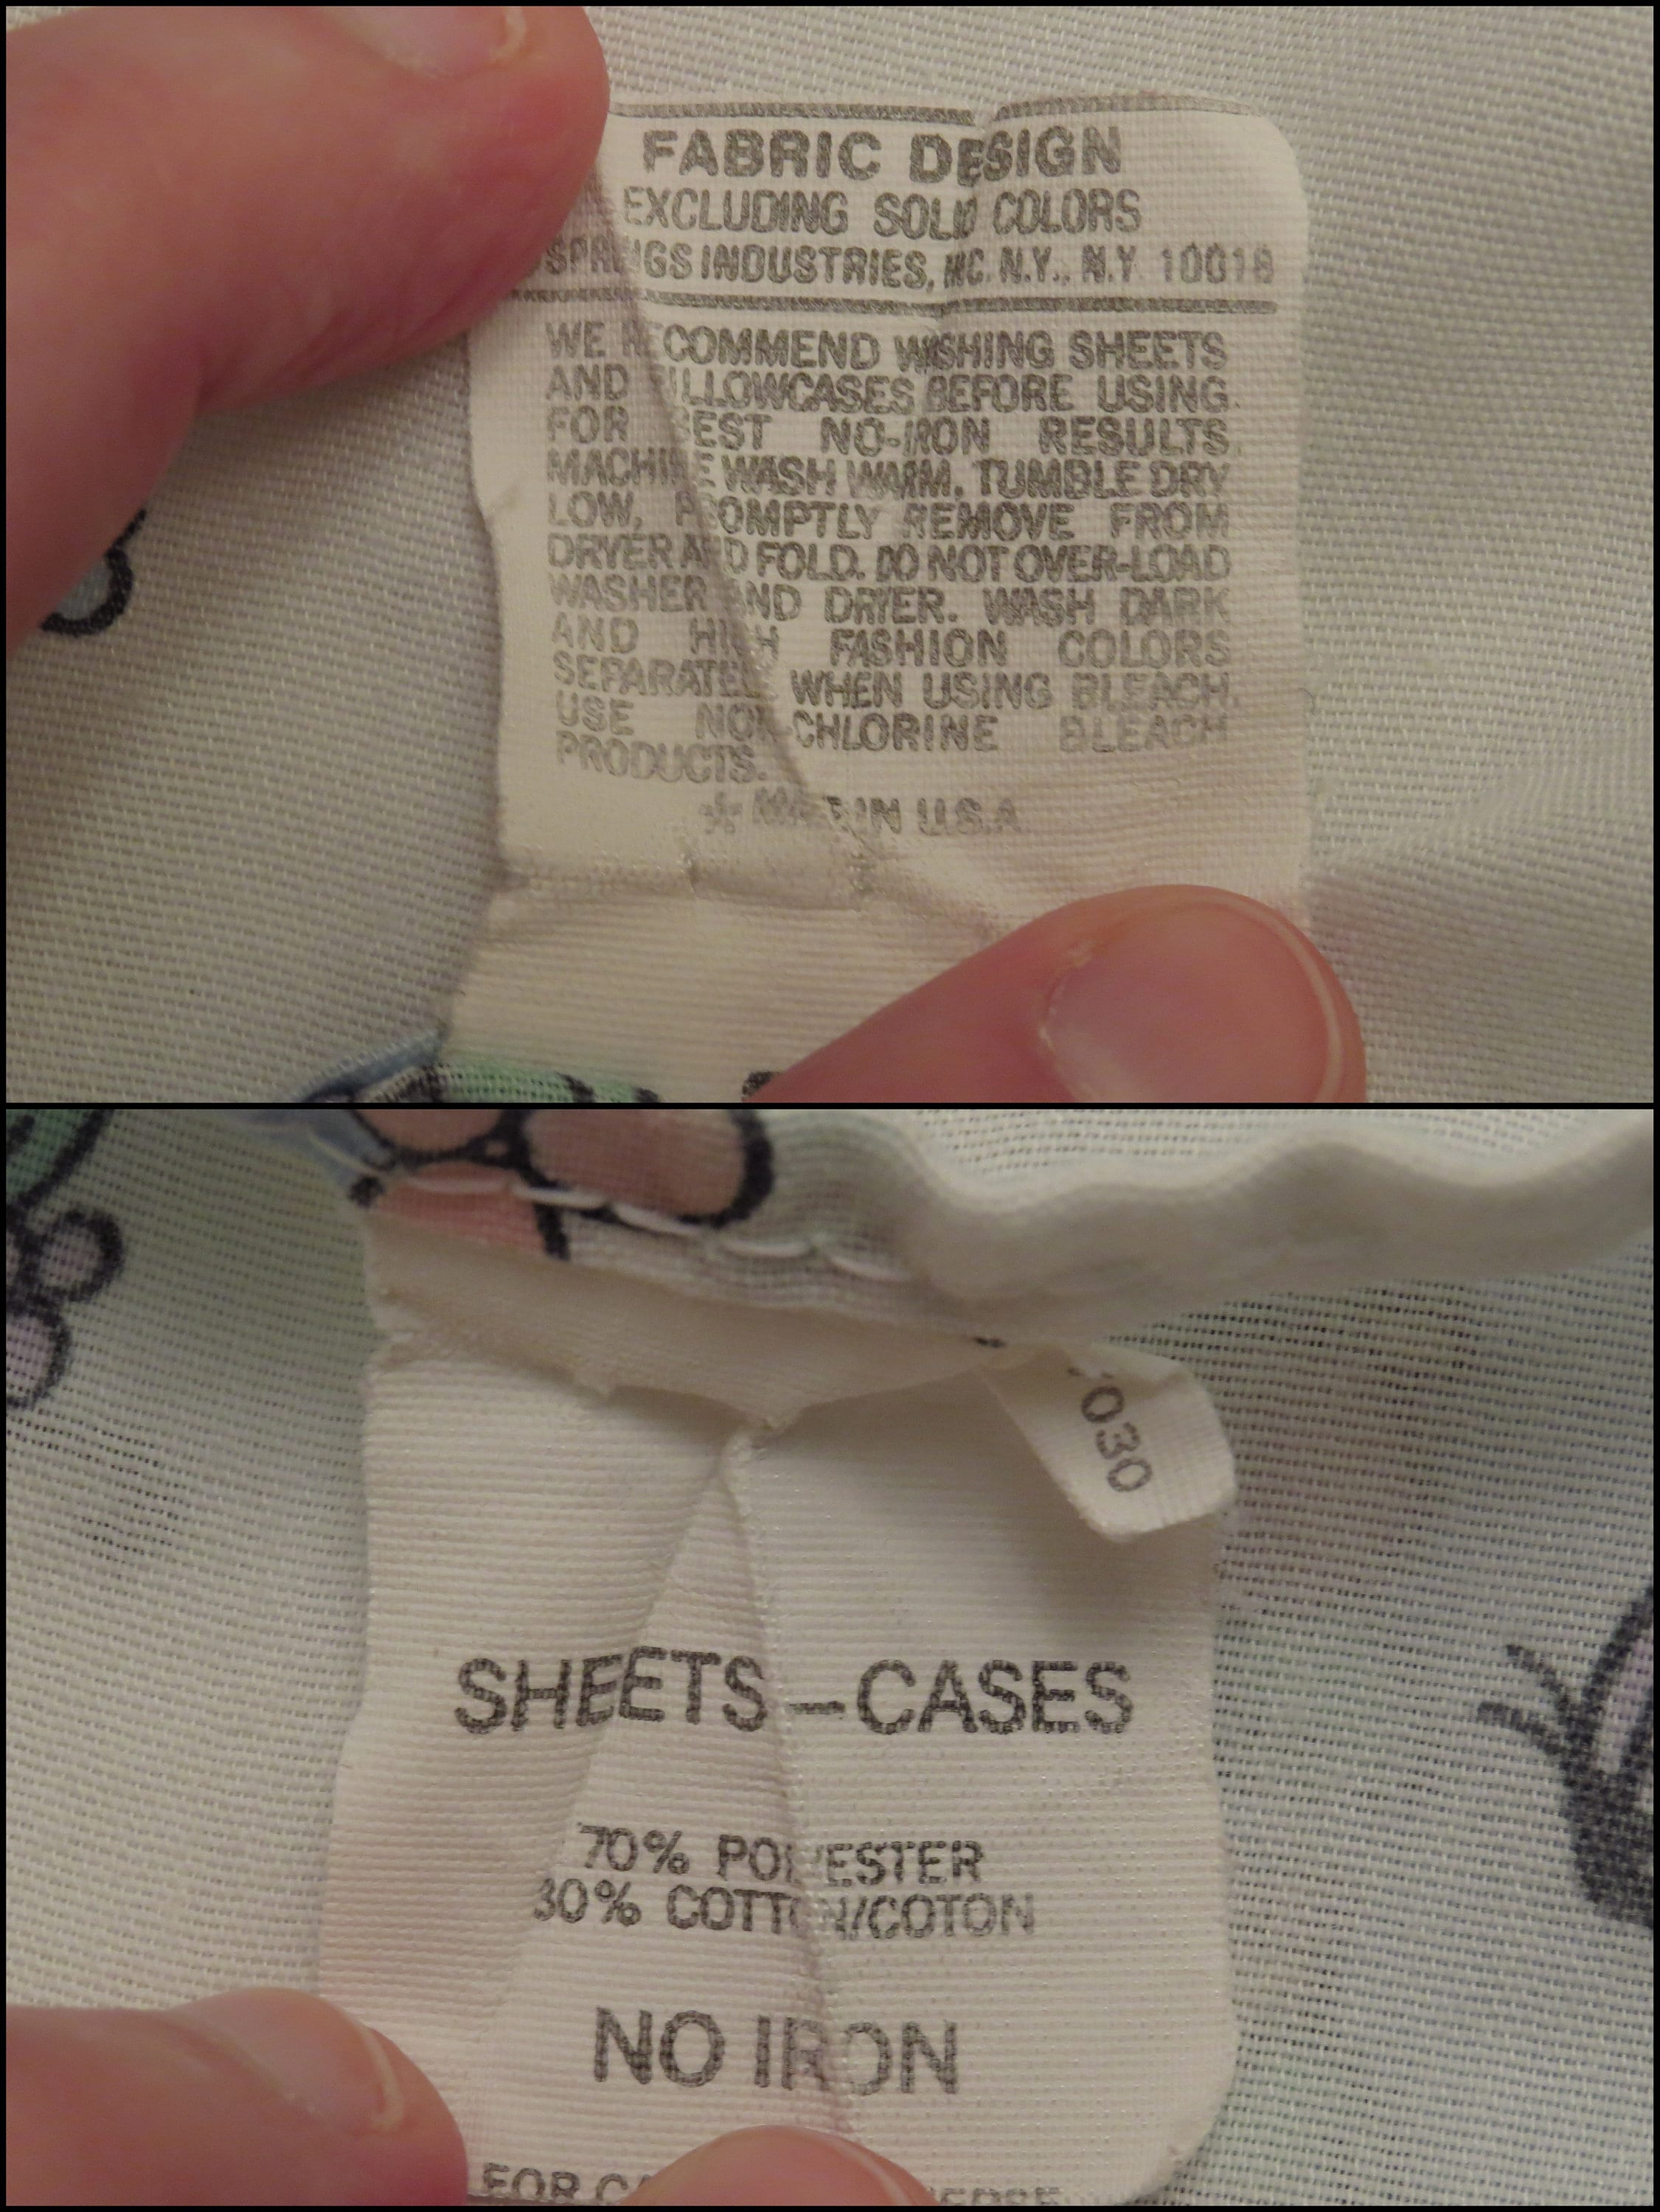 FABRIC DESIGN
EXCLUDING SOLID COLORS
SPRINGS INDUSTRIES, INC. N.Y., N.Y. 10018
WE RECOMMEND WASHING SHEETS
AND PILLOWCASES BEFORE USING.
FOR BEST NO-IRON RESULTS,
MACHINE WASH WARM, TUMBLE DRY
LOW, PROMPTLY REMOVE FROM
DRYER AND FOLD. DO NOT OVER-LOAD
WASHER AND DRYER. WASH DARK
AND HIGH FASHION COLORS
SEPARATELY. WHEN USING BLEACH,
USE NON-CHLORINE BLEACH
PRODUCTS.
☆ MADE IN U.S.A.
030
SHEETS – CASES
70% POLYESTER
30% COTTON/COTON
NO IRON
FOR